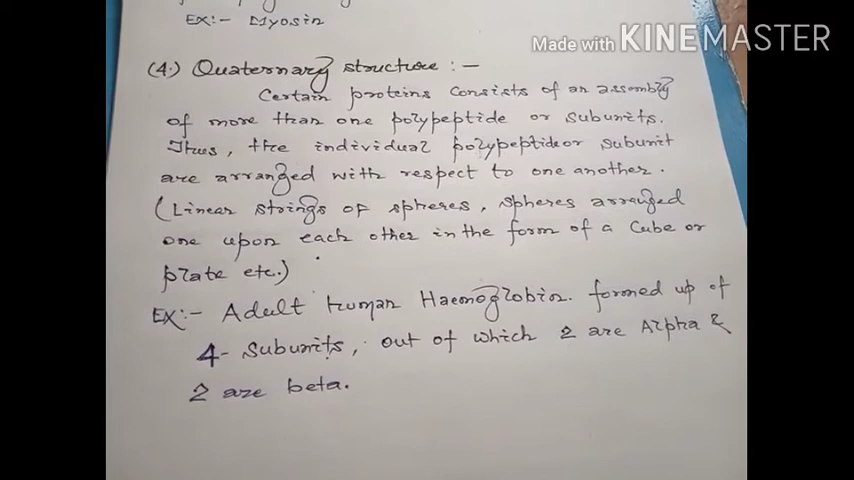 EX:- Myosin
Made with KINEMASTER
(4.) Quaternary structure :-
Certain proteins consists of an assembly
of more than one polypeptide or subunits.
Thus, the individual polypeptide or subunit
are arranged with respect to one another.
(Linear strings of spheres, spheres arranged
one upon each other in the form of a Cube or
plate etc.)
EX:- Adult human Haemoglobin. formed up of
4- Subunits, out of which 2 are Alpha &
2 are beta.